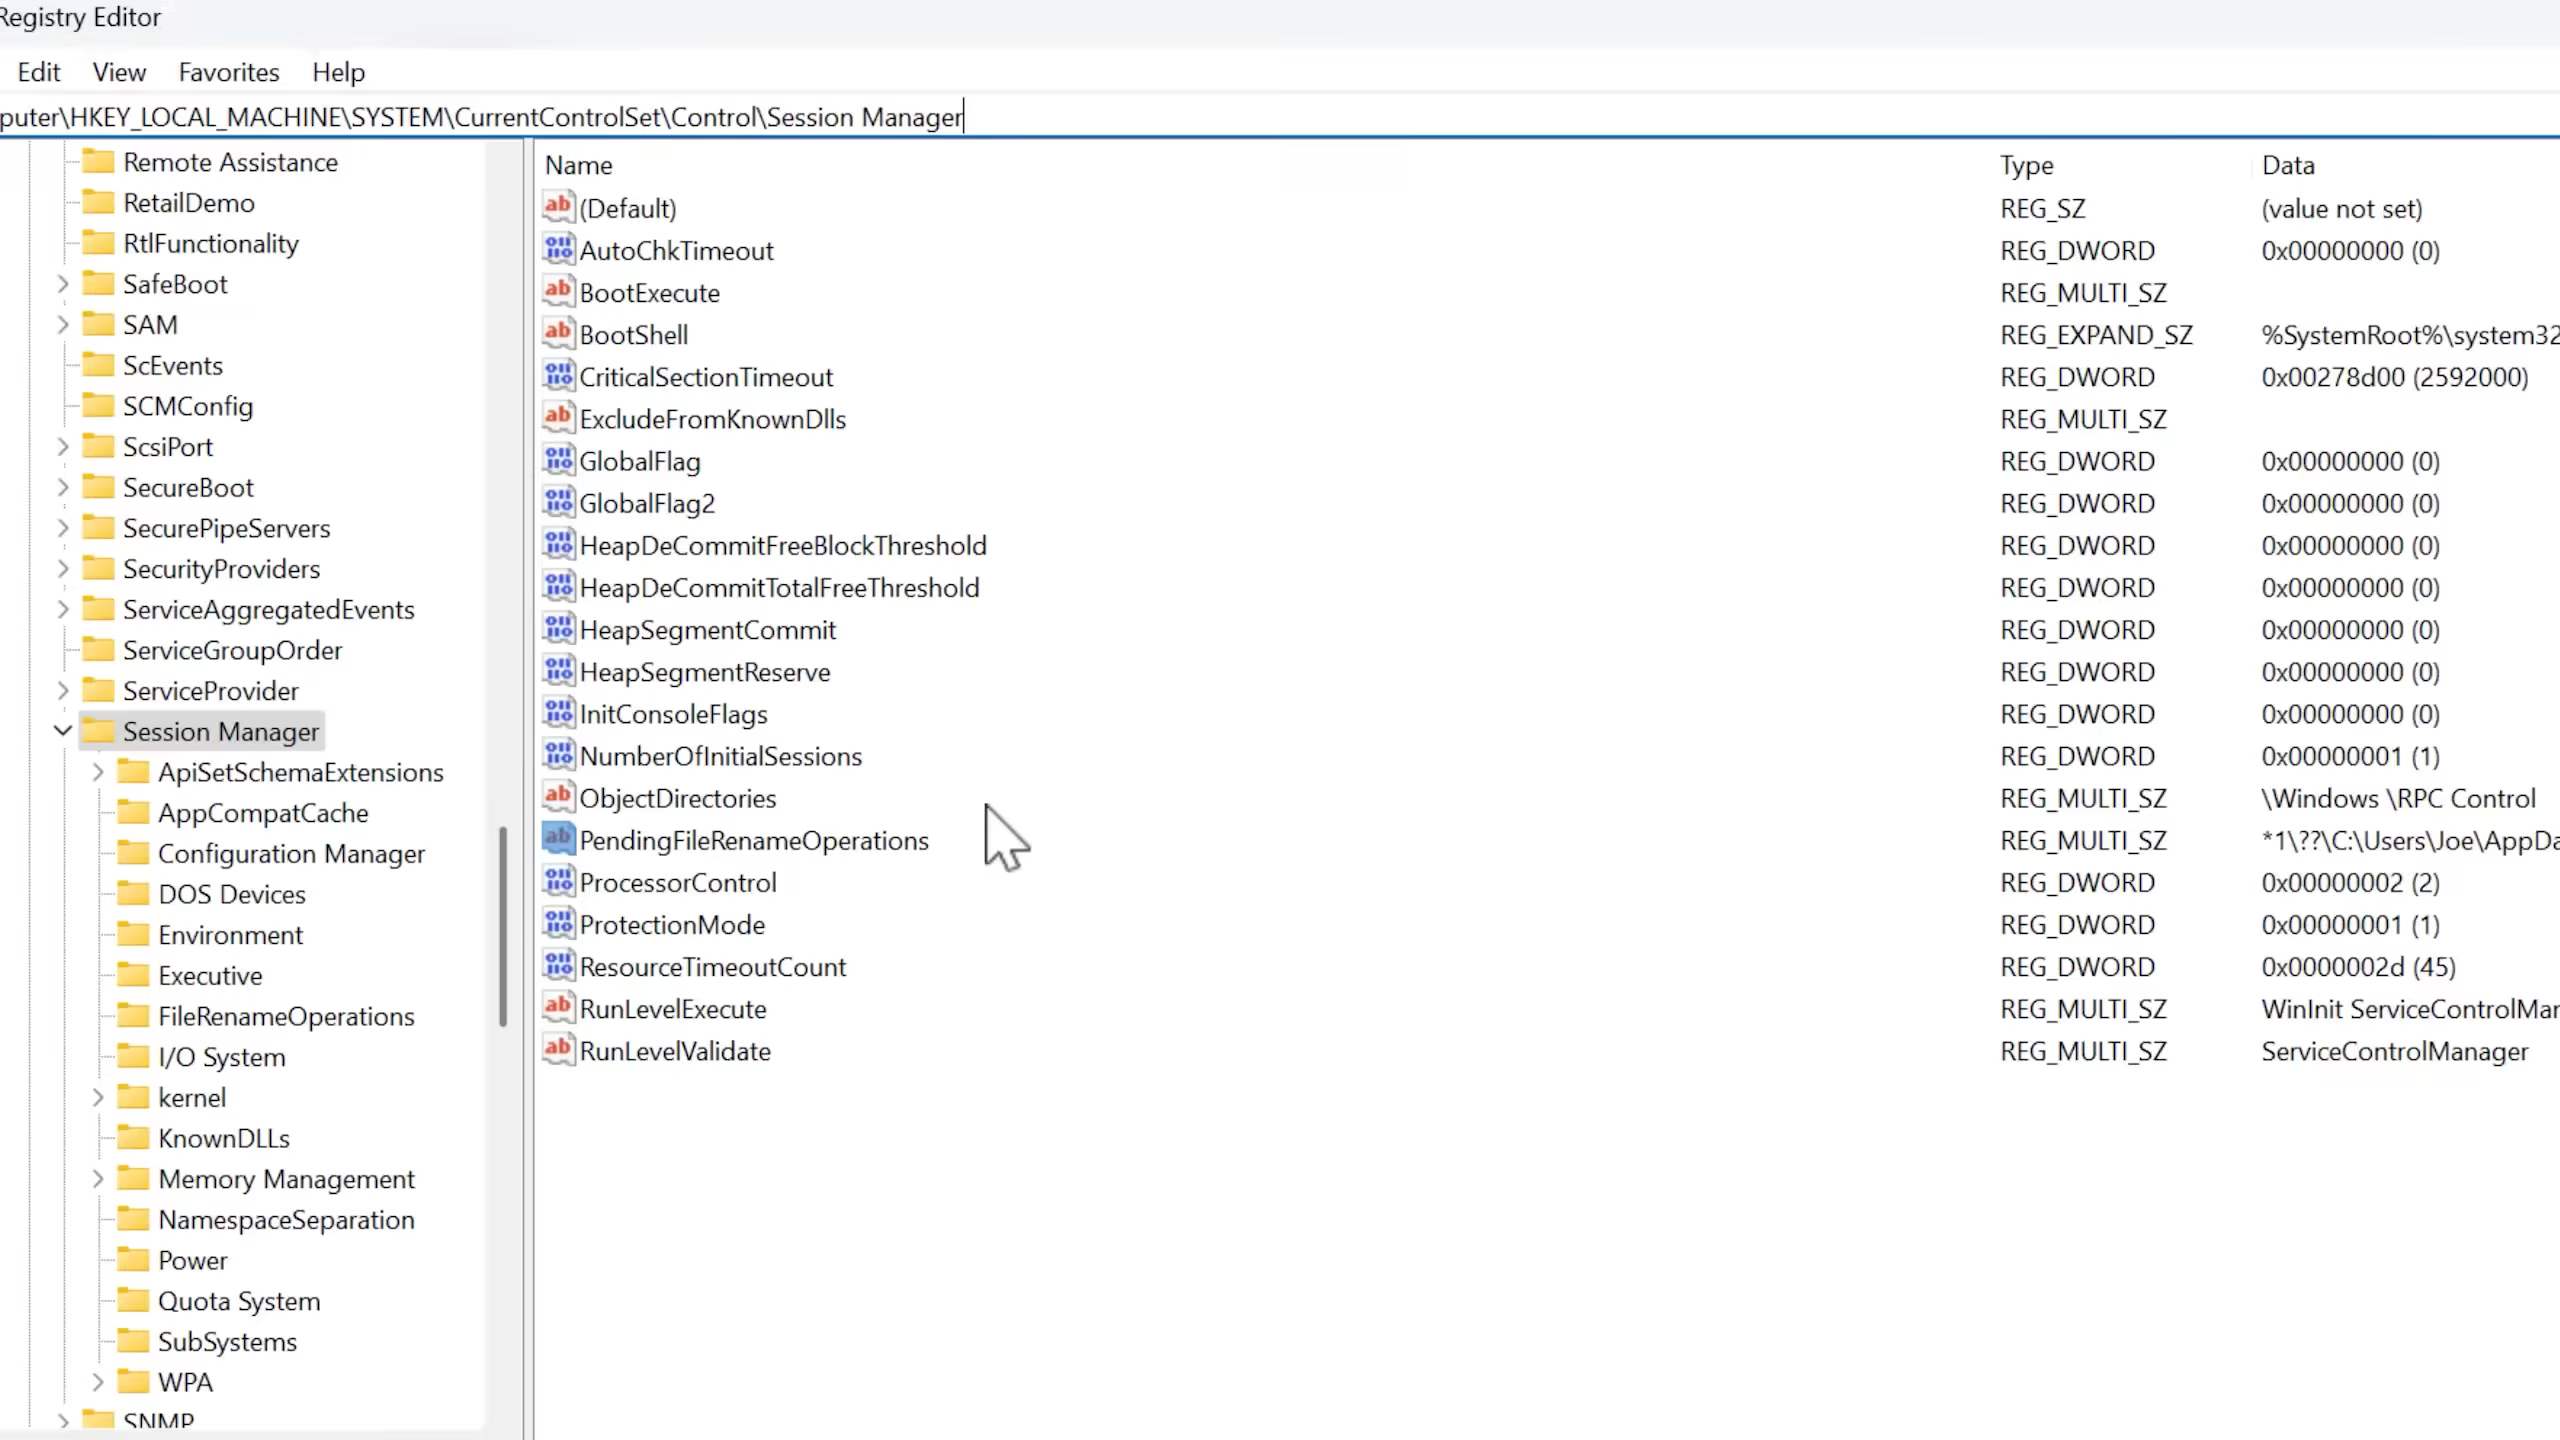 Registry Editor
Edit View Favorites Help
puter\HKEY_LOCAL_MACHINE\SYSTEM\CurrentControlSet\Control\Session Manager
Remote Assistance
RetailDemo
RtlFunctionality
SafeBoot
SAM
ScEvents
SCMConfig
ScsiPort
SecureBoot
SecurePipeServers
SecurityProviders
ServiceAggregatedEvents
ServiceGroupOrder
ServiceProvider
Session Manager
ApiSetSchemaExtensions
AppCompatCache
Configuration Manager
DOS Devices
Environment
Executive
FileRenameOperations
I/O System
kernel
KnownDLLs
Memory Management
NamespaceSeparation
Power
Quota System
SubSystems
WPA
SNMP
Name Type Data
(Default) REG_SZ (value not set)
AutoChkTimeout REG_DWORD 0x00000000 (0)
BootExecute REG_MULTI_SZ
BootShell REG_EXPAND_SZ %SystemRoot%\system32
CriticalSectionTimeout REG_DWORD 0x00278d00 (2592000)
ExcludeFromKnownDlls REG_MULTI_SZ
GlobalFlag REG_DWORD 0x00000000 (0)
GlobalFlag2 REG_DWORD 0x00000000 (0)
HeapDeCommitFreeBlockThreshold REG_DWORD 0x00000000 (0)
HeapDeCommitTotalFreeThreshold REG_DWORD 0x00000000 (0)
HeapSegmentCommit REG_DWORD 0x00000000 (0)
HeapSegmentReserve REG_DWORD 0x00000000 (0)
InitConsoleFlags REG_DWORD 0x00000000 (0)
NumberOfInitialSessions REG_DWORD 0x00000001 (1)
ObjectDirectories REG_MULTI_SZ \Windows \RPC Control
PendingFileRenameOperations REG_MULTI_SZ *1\??\C:\Users\Joe\AppDa
ProcessorControl REG_DWORD 0x00000002 (2)
ProtectionMode REG_DWORD 0x00000001 (1)
ResourceTimeoutCount REG_DWORD 0x0000002d (45)
RunLevelExecute REG_MULTI_SZ WinInit ServiceControlMan
RunLevelValidate REG_MULTI_SZ ServiceControlManager